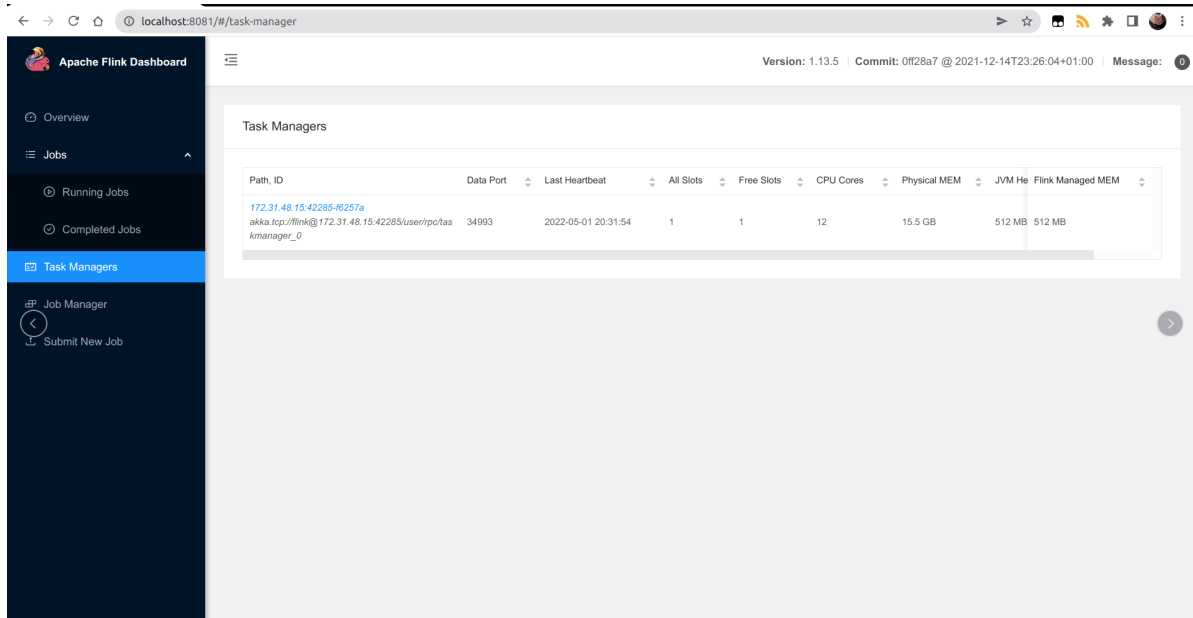 localhost:8081/#/task-manager
Apache Flink Dashboard
Version: 1.13.5 | Commit: 0ff28a7 @ 2021-12-14T23:26:04+01:00 | Message: 0
Overview
Jobs
Running Jobs
Completed Jobs
Task Managers
Job Manager
Submit New Job
Task Managers
Path, ID Data Port Last Heartbeat All Slots Free Slots CPU Cores Physical MEM JVM He Flink Managed MEM
172.31.48.15:42285-f6257a
akka.tcp://flink@172.31.48.15:42285/user/rpc/tas 34993 2022-05-01 20:31:54 1 1 12 15.5 GB 512 MB 512 MB
kmanager_0